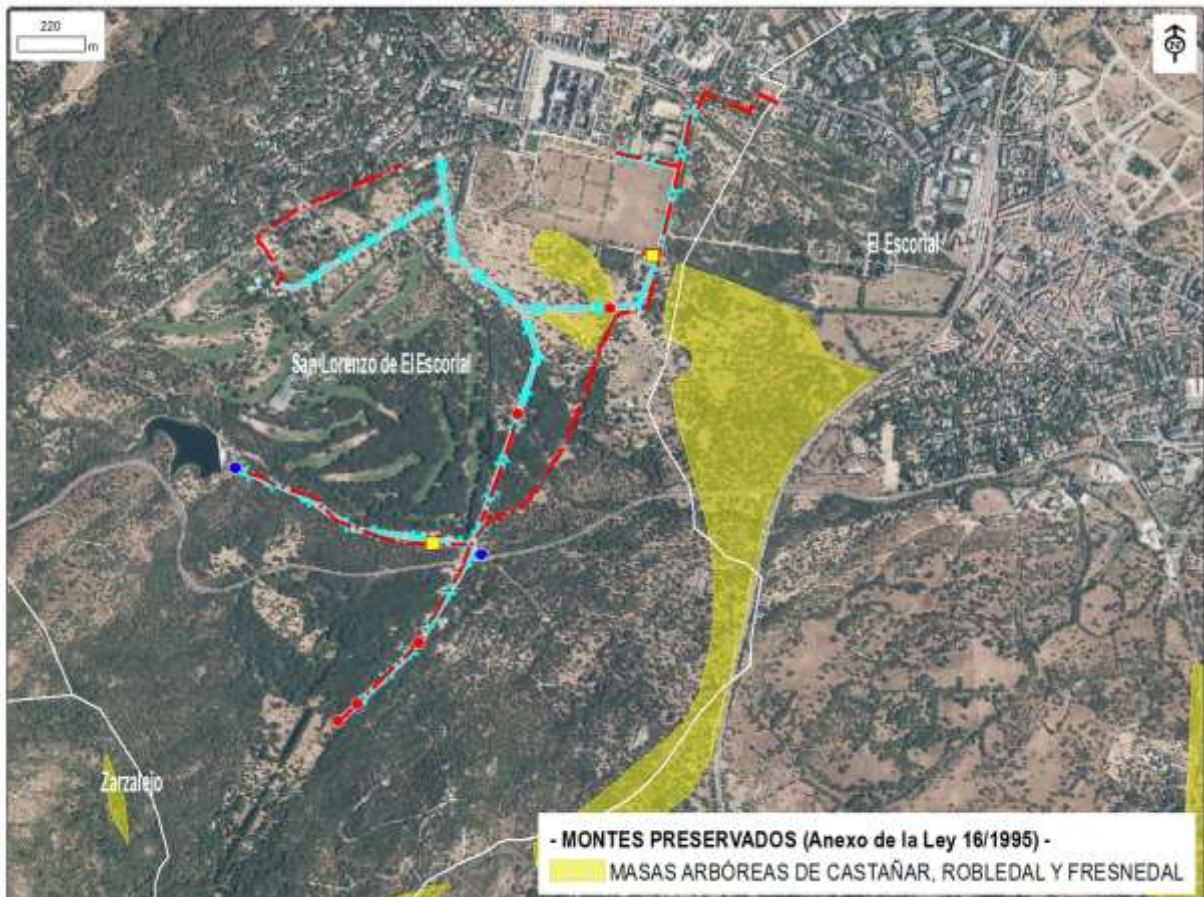 220
m
N
El Escorial
San Lorenzo de El Escorial
Zarzalejo
- MONTES PRESERVADOS (Anexo de la Ley 16/1995) -
MASAS ARBÓREAS DE CASTAÑAR, ROBLEDAL Y FRESNEDAL